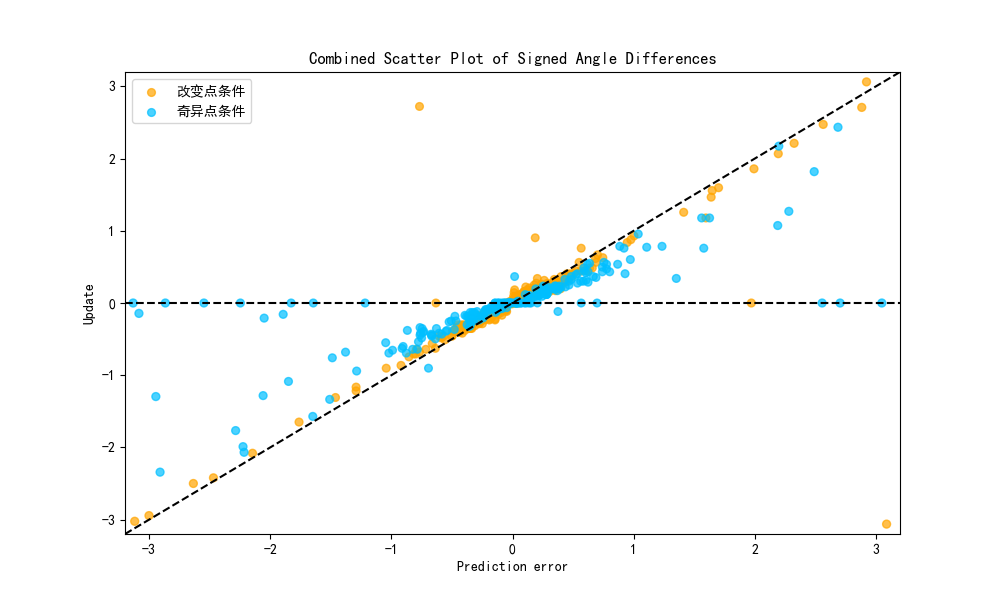 Combined Scatter Plot of Signed Angle Differences
改变点条件
奇异点条件
3
2
1
0
−1
−2
−3
Update
−3 −2 −1 0 1 2 3
Prediction error